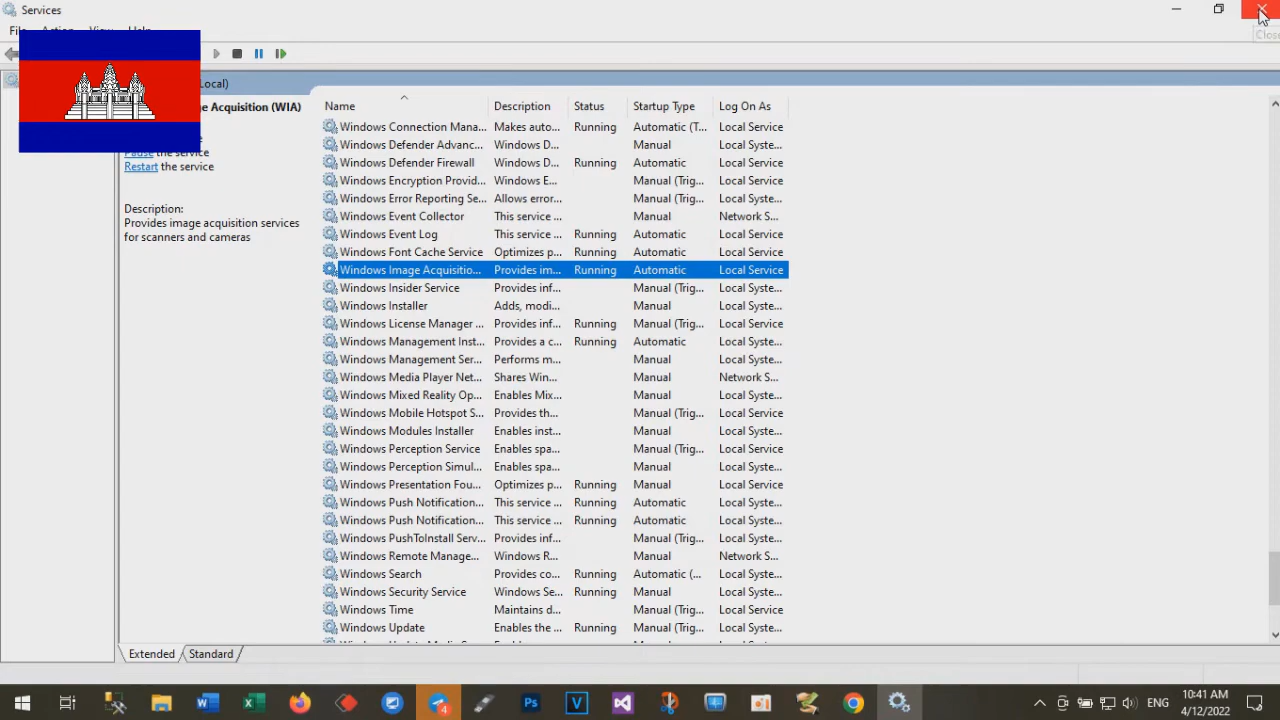 Services
Local)
e Acquisition (WIA)
Pause the service
Restart the service
Description:
Provides image acquisition services
for scanners and cameras
Name Description Status Startup Type Log On As
Windows Connection Mana... Makes auto... Running Automatic (T... Local Service
Windows Defender Advanc... Windows D... Manual Local Service
Windows Defender Firewall Windows D... Running Automatic Local Service
Windows Encryption Provid... Windows E... Manual (Trig... Local Service
Windows Error Reporting Se... Allows error... Manual (Trig... Local Syste...
Windows Event Collector This service ... Manual Network S...
Windows Event Log This service ... Running Automatic Local Service
Windows Font Cache Service Optimizes p... Running Automatic Local Service
Windows Image Acquisitio... Provides im... Running Automatic Local Service
Windows Insider Service Provides inf... Manual (Trig... Local Syste...
Windows Installer Adds, modi... Manual Local Syste...
Windows License Manager ... Provides inf... Running Manual (Trig... Local Service
Windows Management Inst... Provides a c... Running Automatic Local Syste...
Windows Management Ser... Performs m... Manual Local Syste...
Windows Media Player Net... Shares Win... Manual Network S...
Windows Mixed Reality Op... Enables Mix... Manual Local Syste...
Windows Mobile Hotspot S... Provides th... Manual (Trig... Local Service
Windows Modules Installer Enables inst... Manual Local Syste...
Windows Perception Service Enables spa... Manual (Trig... Local Service
Windows Perception Simul... Enables spa... Manual Local Syste...
Windows Presentation Fou... Optimizes p... Running Manual Local Service
Windows Push Notification... This service ... Running Automatic Local Syste...
Windows Push Notification... This service ... Running Automatic Local Syste...
Windows PushToInstall Serv... Provides inf... Manual (Trig... Local Syste...
Windows Remote Manage... Windows R... Manual Network S...
Windows Search Provides co... Running Automatic (... Local Syste...
Windows Security Service Windows Se... Running Manual Local Syste...
Windows Time Maintains d... Manual (Trig... Local Service
Windows Update Enables the ... Running Manual (Trig... Local Syste...
Extended Standard
4 ENG 10:41 AM
4/12/2022